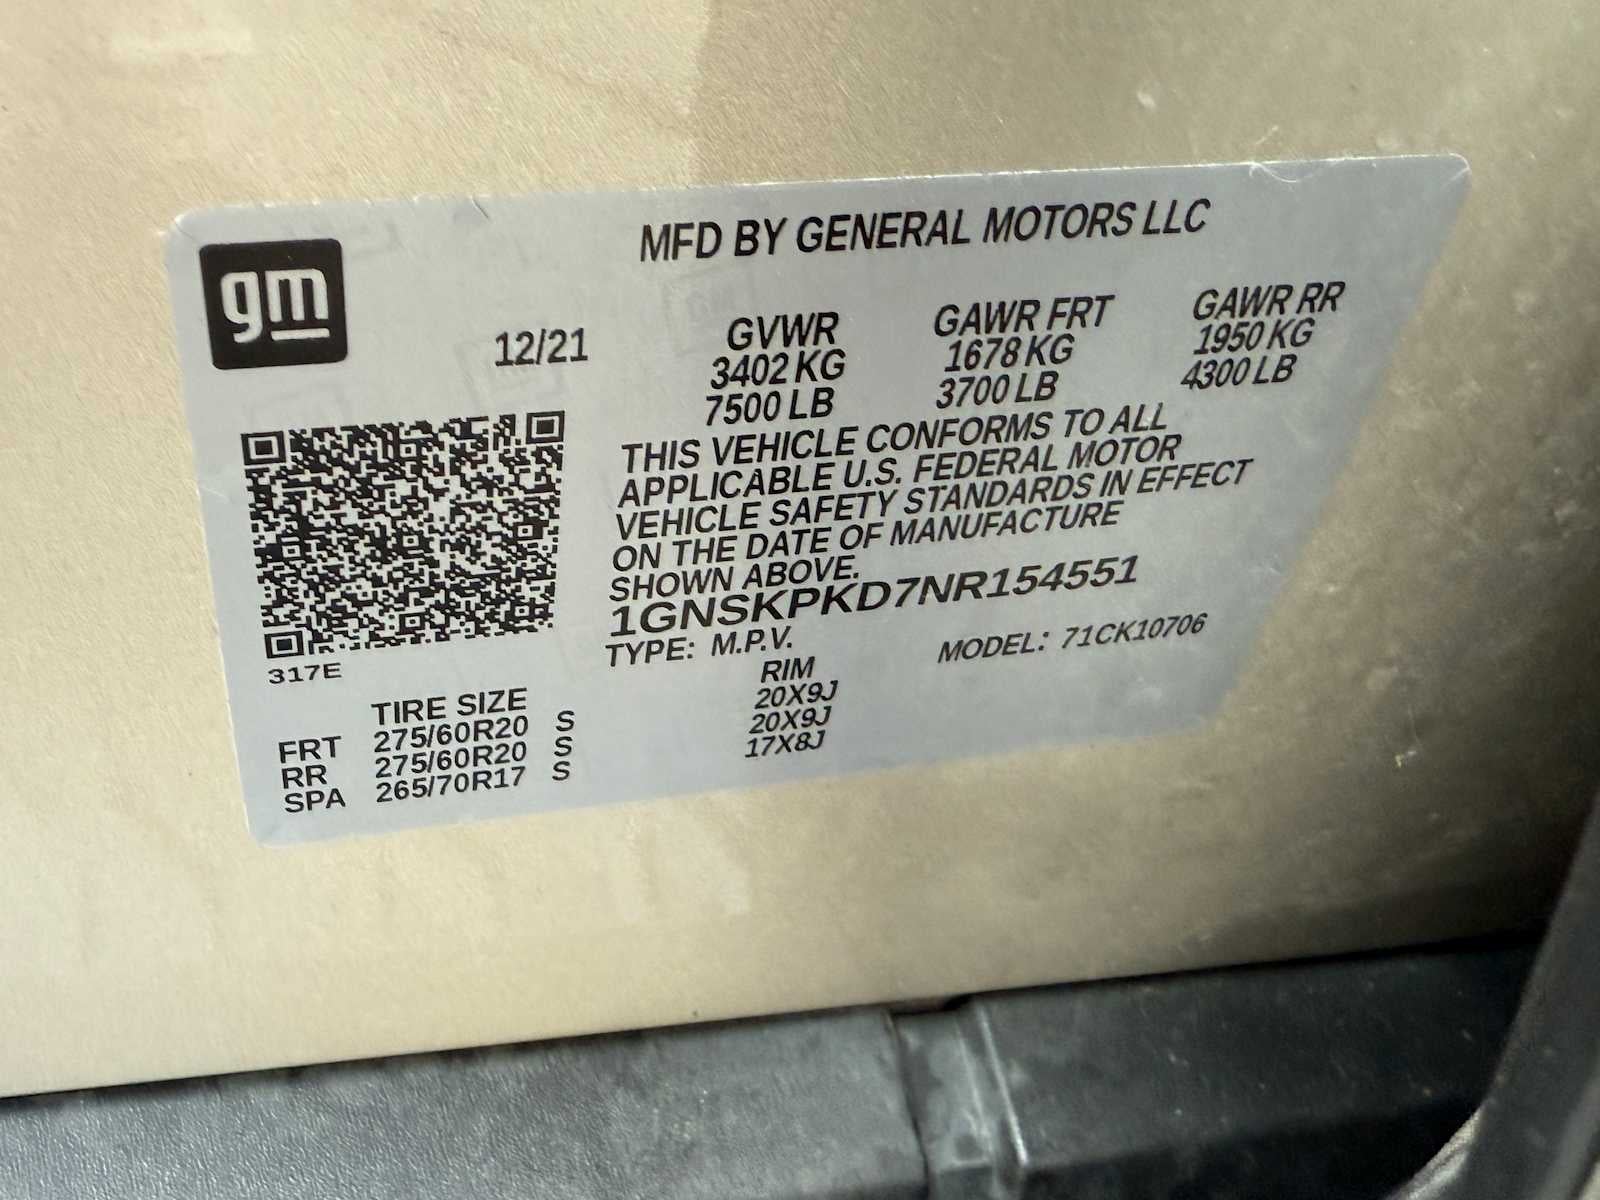 gm
MFD BY GENERAL MOTORS LLC
12/21
GVWR GAWR FRT GAWR RR
3402 KG 1678 KG 1950 KG
7500 LB 3700 LB 4300 LB
THIS VEHICLE CONFORMS TO ALL
APPLICABLE U.S. FEDERAL MOTOR
VEHICLE SAFETY STANDARDS IN EFFECT
ON THE DATE OF MANUFACTURE
SHOWN ABOVE.
1GNSKPKD7NR154551
TYPE: M.P.V. MODEL: 71CK10706
317E
TIRE SIZE RIM
FRT 275/60R20 S 20X9J
RR 275/60R20 S 20X9J
SPA 265/70R17 S 17X8J